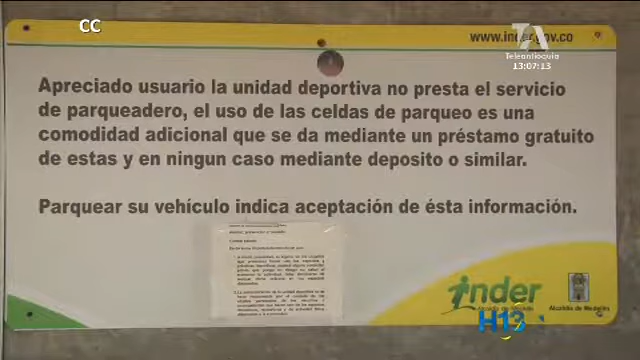 CC
www.inder.gov.co
Teleantioquia
13:07:13
Apreciado usuario la unidad deportiva no presta el servicio
de parqueadero, el uso de las celdas de parqueo es una
comodidad adicional que se da mediante un préstamo gratuito
de estas y en ningun caso mediante deposito o similar.
Parquear su vehículo indica aceptación de ésta información.
inder
Alcaldía de Medellín
Alcaldía de Medellín
H13